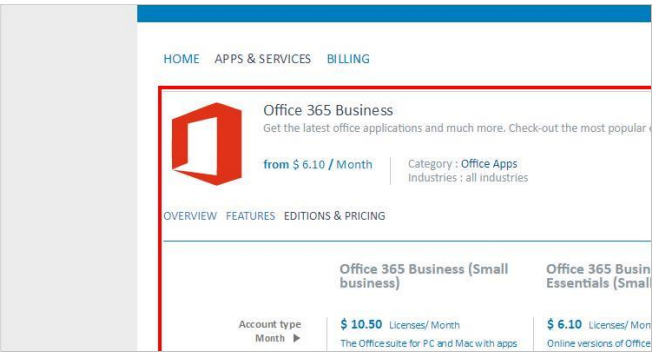 HOME APPS & SERVICES BILLING
Office 365 Business
Get the latest office applications and much more. Check-out the most popular
from $ 6.10 / Month
Category : Office Apps
Industries : all industries
OVERVIEW FEATURES EDITIONS & PRICING
Office 365 Business (Small
business)
Office 365 Busin
Essentials (Small
Account type
Month ▶
$ 10.50 Licenses/ Month
The Office suite for PC and Mac with apps
$ 6.10 Licenses/ Mon
Online versions of Office